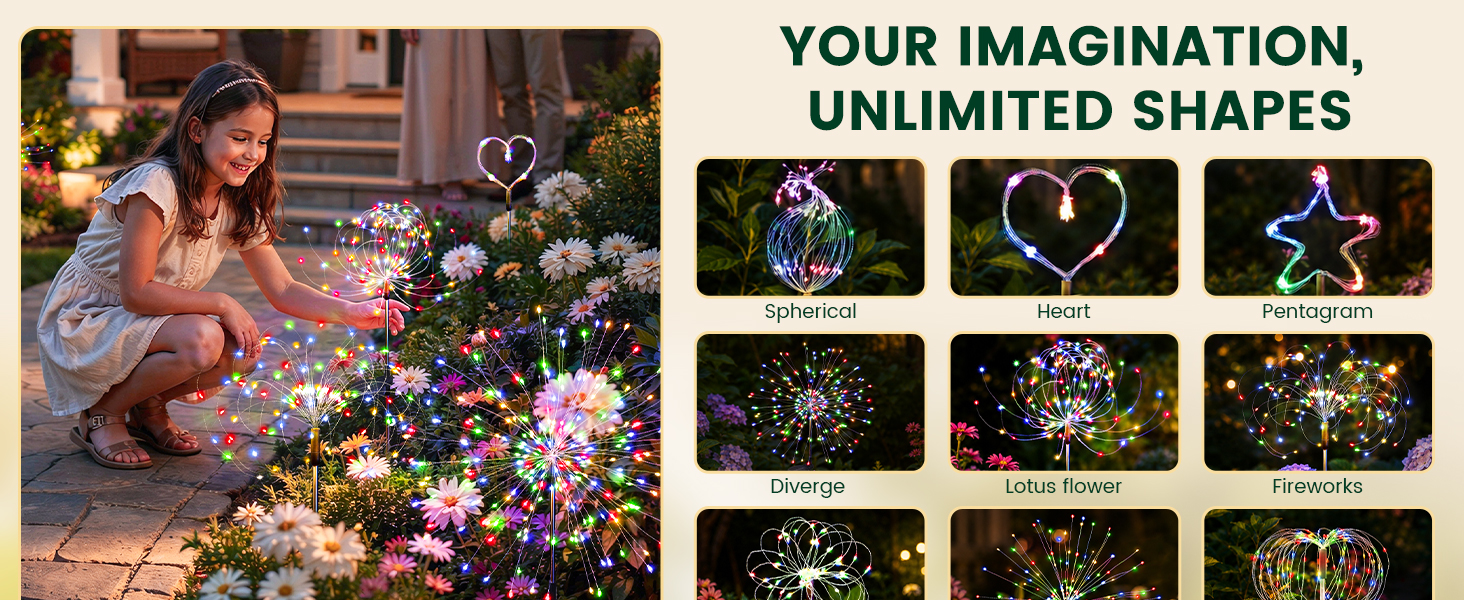 YOUR IMAGINATION,
UNLIMITED SHAPES
Spherical
Heart
Pentagram
Diverge
Lotus flower
Fireworks